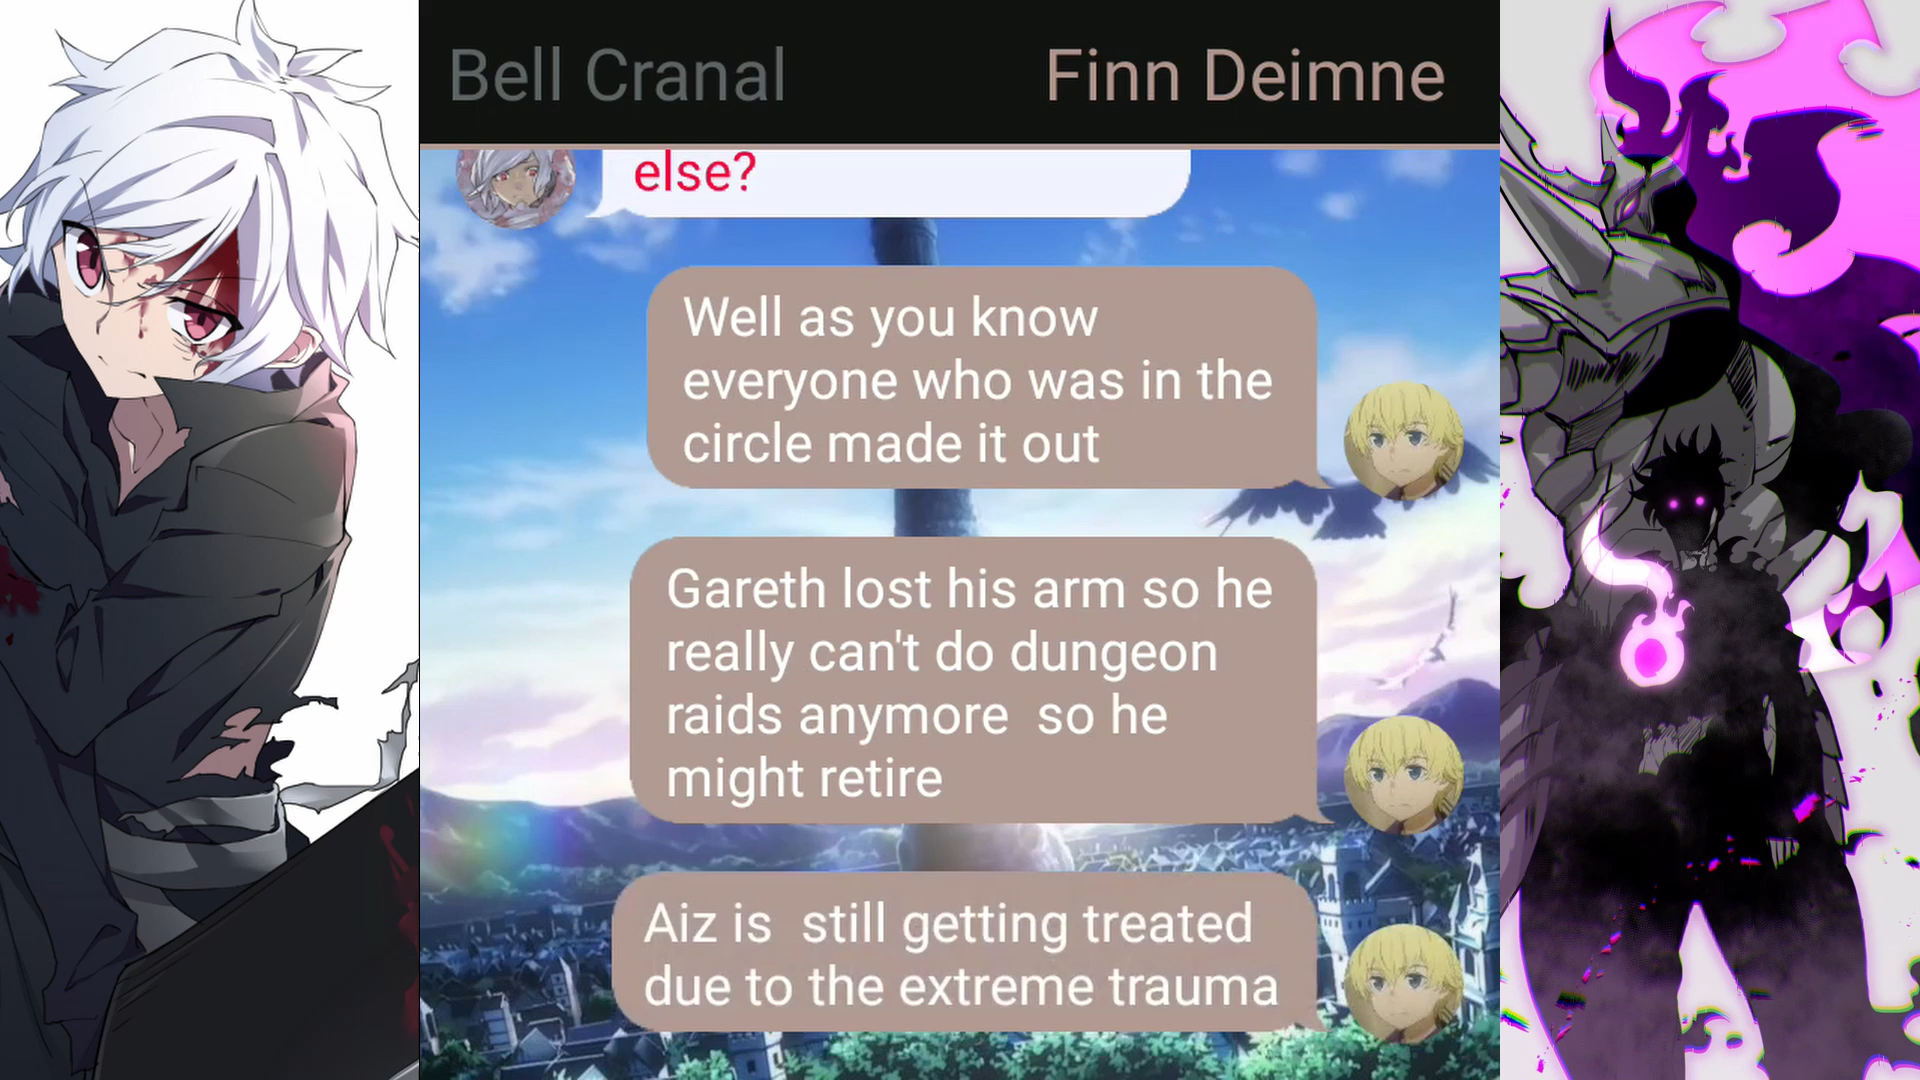 Bell Cranal
Finn Deimne
else?
Well as you know
everyone who was in the
circle made it out
Gareth lost his arm so he
really can't do dungeon
raids anymore  so he
might retire
Aiz is  still getting treated
due to the extreme trauma